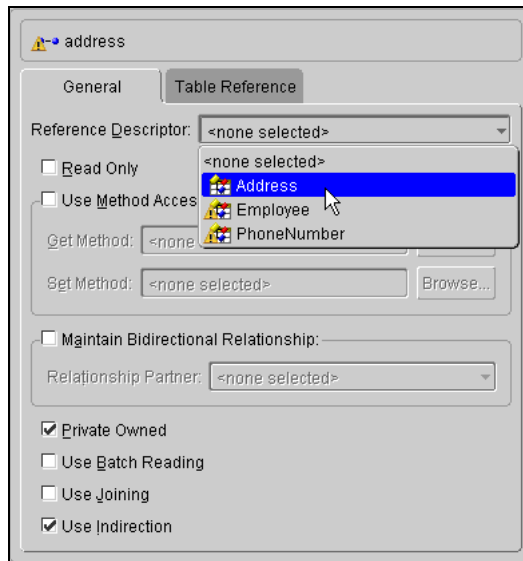 address
General Table Reference
Reference Descriptor: <none selected>
<none selected>
Read Only
Address
Use Method Acces
Employee
PhoneNumber
Get Method: <none
Set Method: <none selected> Browse...
Maintain Bidirectional Relationship:
Relationship Partner: <none selected>
Private Owned
Use Batch Reading
Use Joining
Use Indirection